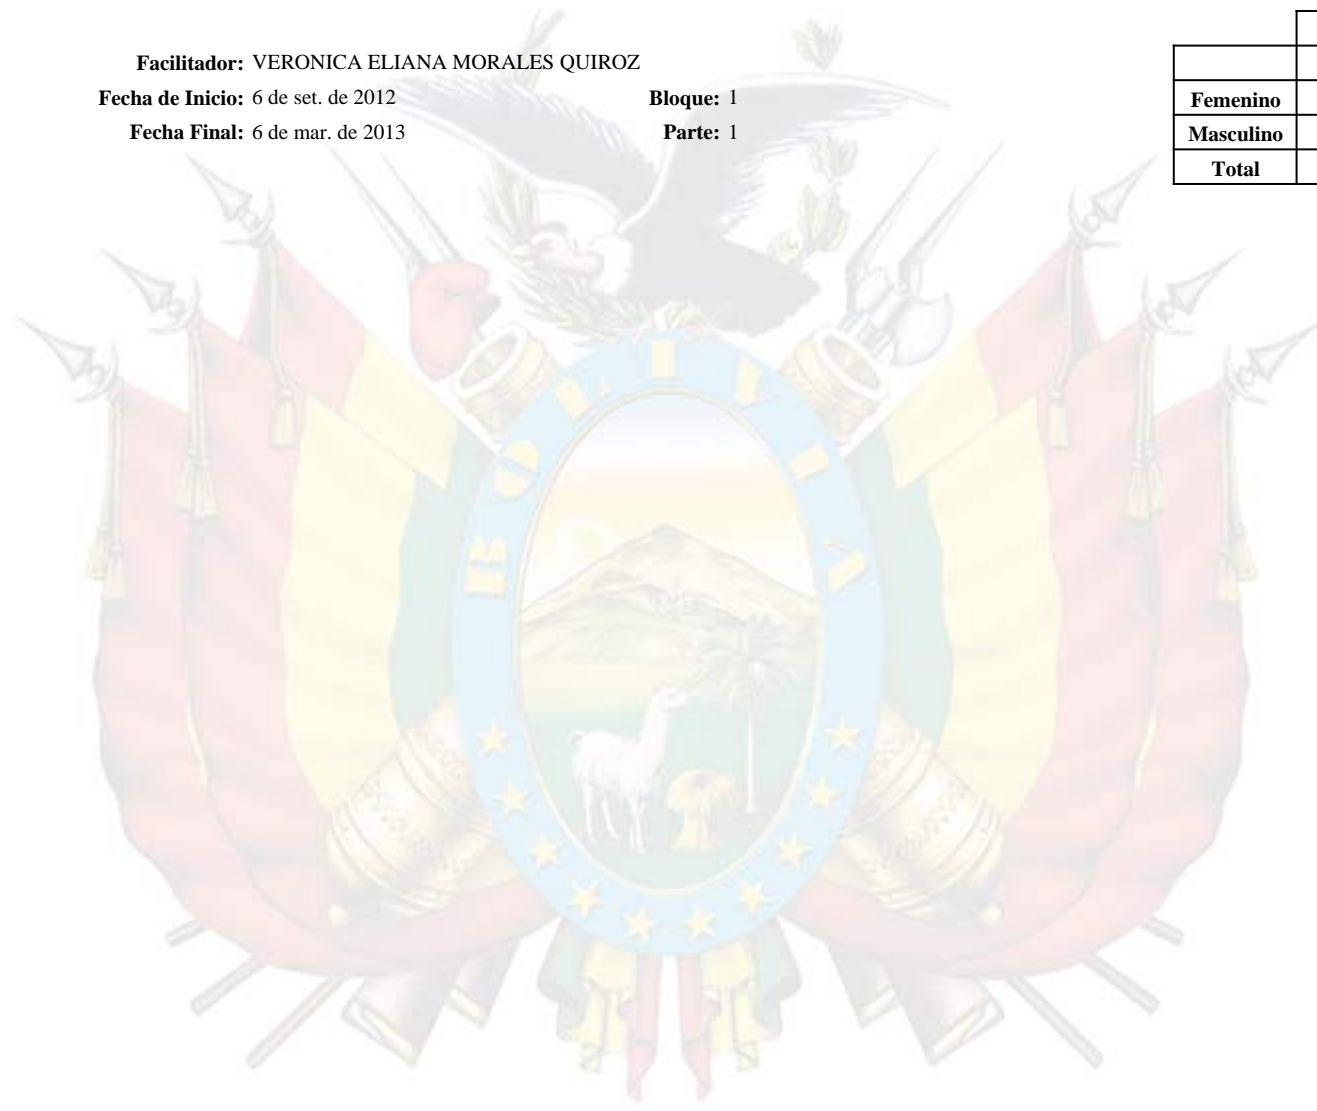 Facilitador: VERONICA ELIANA MORALES QUIROZ
Fecha de Inicio: 6 de set. de 2012 Bloque: 1
Fecha Final: 6 de mar. de 2013 Parte: 1
Femenino
Masculino
Total
BOLIVIA